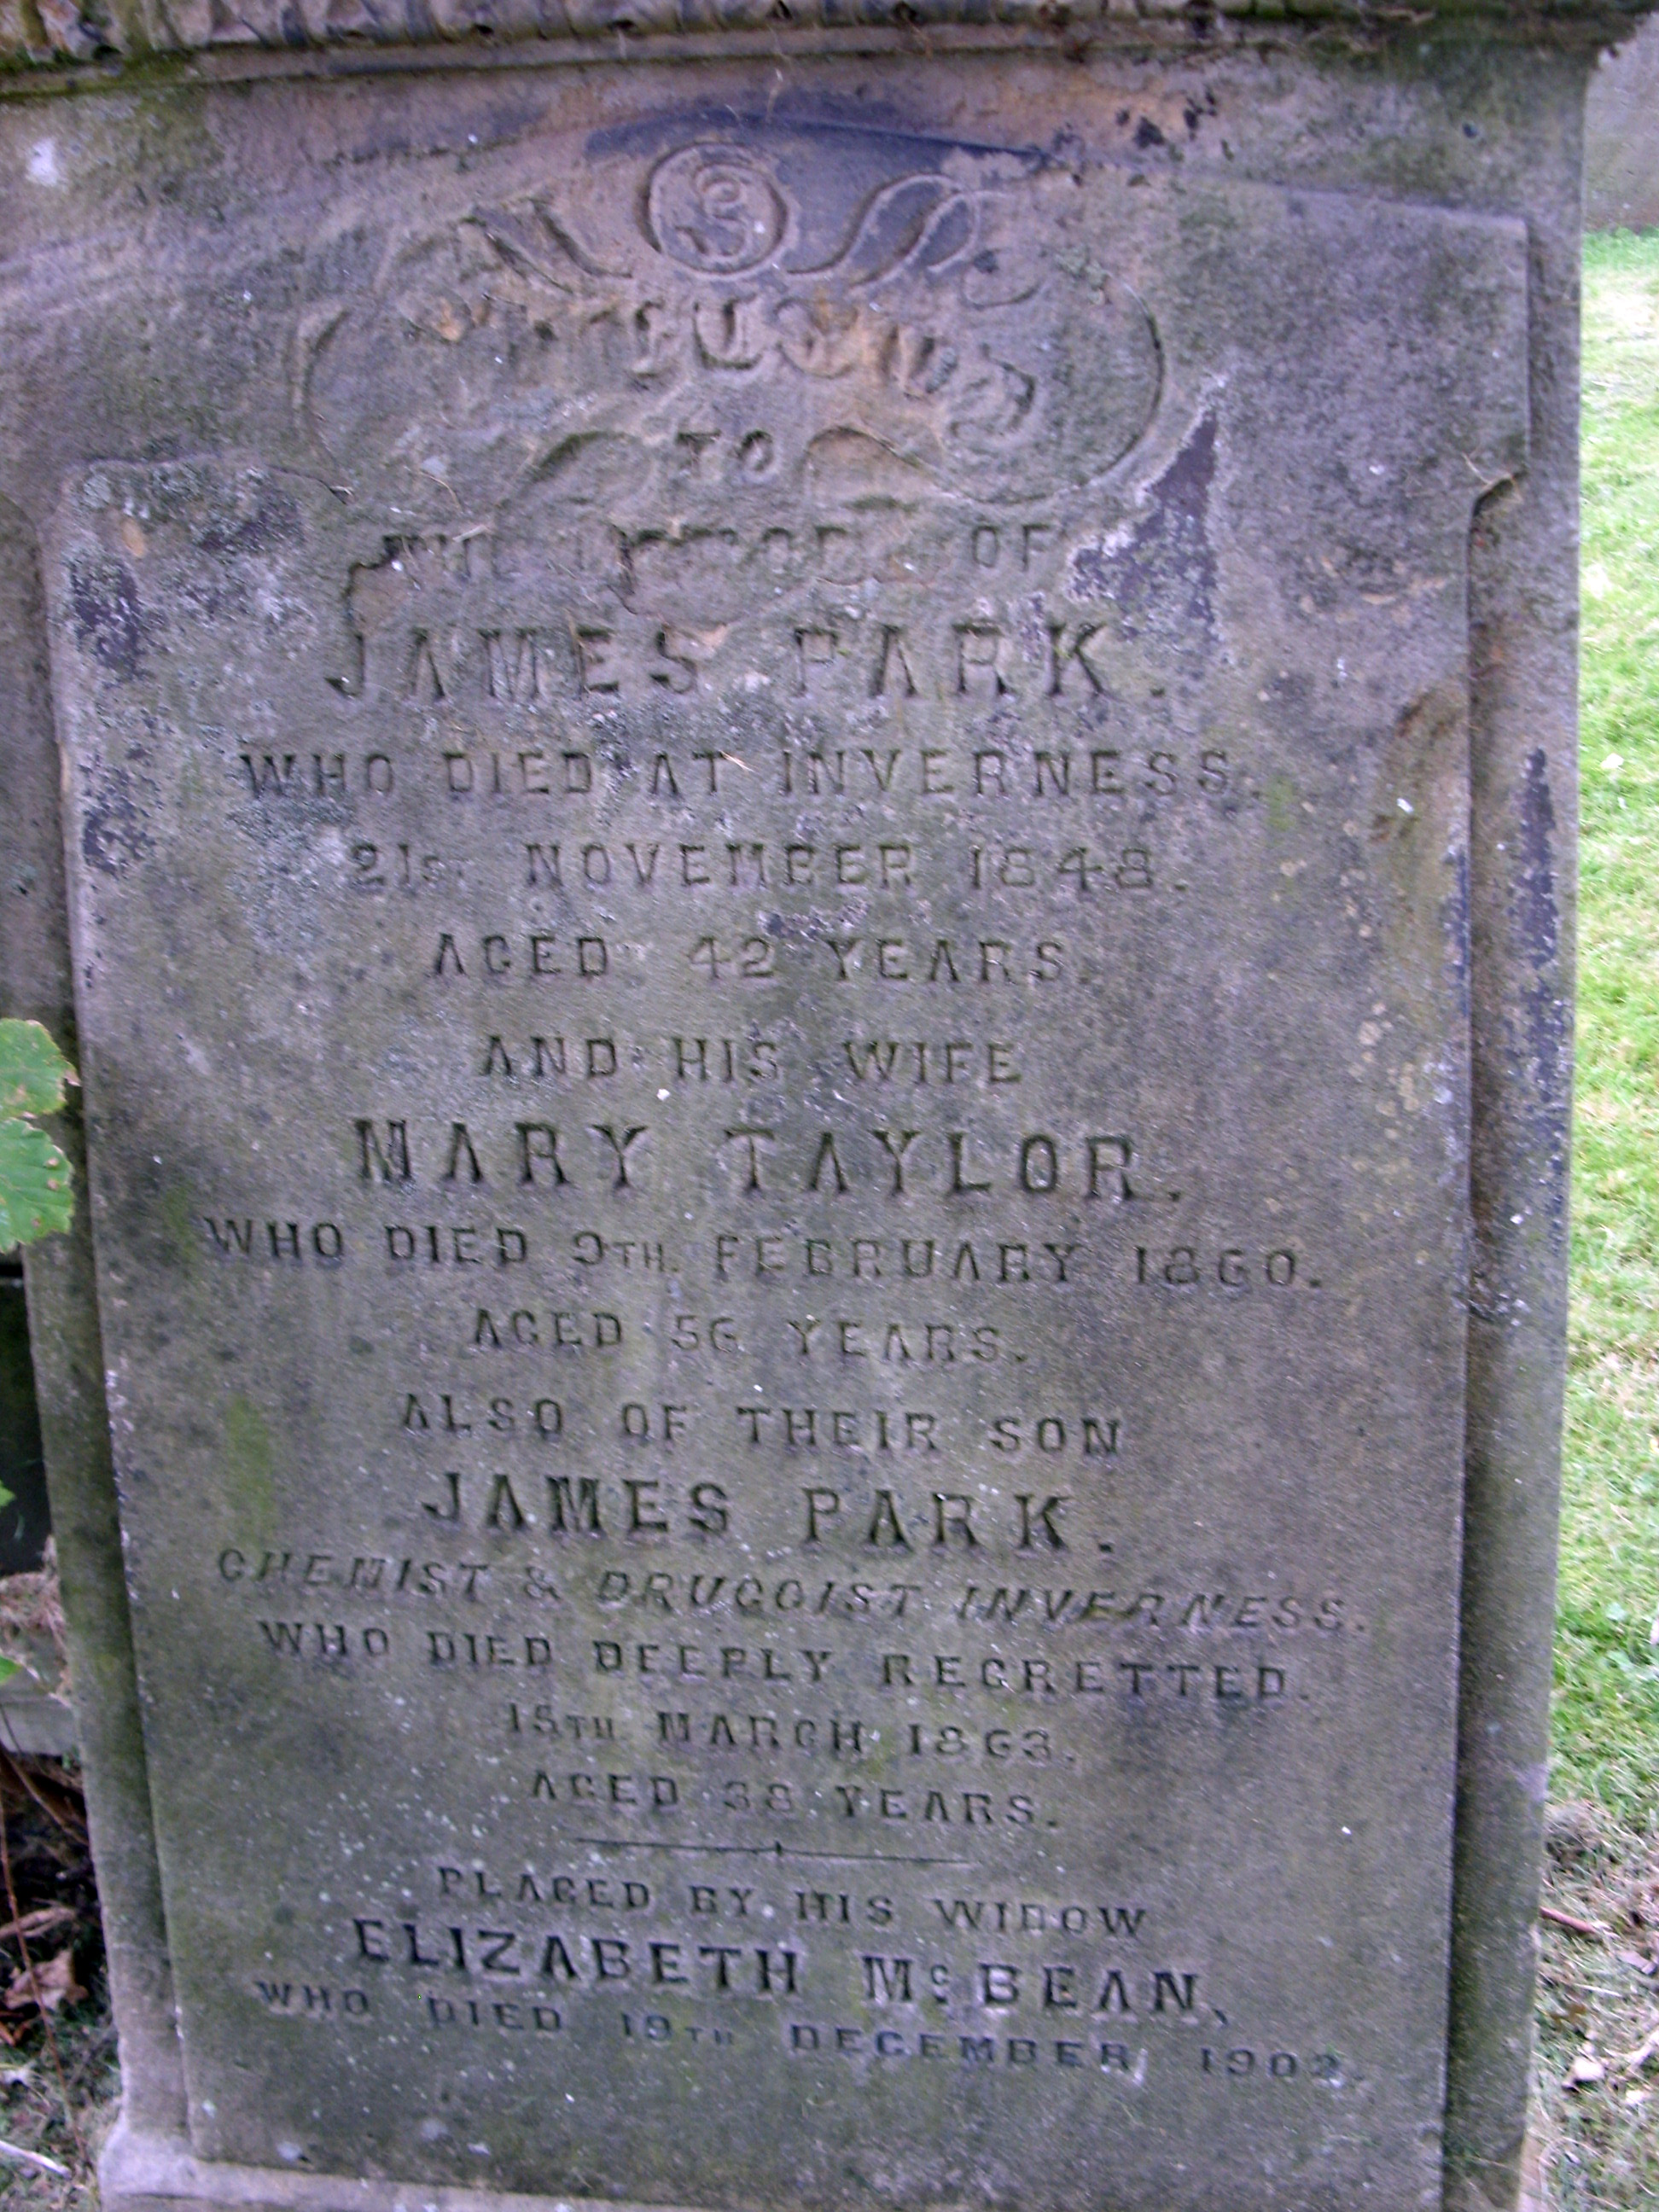 TO
OF
JAMES PARK.
WHO DIED AT INVERNESS.
21ST. NOVEMBER 1848.
AGED 42 YEARS.
AND HIS WIFE
MARY TAYLOR.
WHO DIED 9TH. FEBRUARY 1860.
AGED 56 YEARS.
ALSO OF THEIR SON
JAMES PARK.
CHEMIST & DRUGGIST INVERNESS.
WHO DIED DEEPLY REGRETTED.
15TH MARCH 1863.
AGED 38 YEARS.
PLACED BY HIS WIDOW
ELIZABETH McBEAN,
WHO DIED 19TH DECEMBER